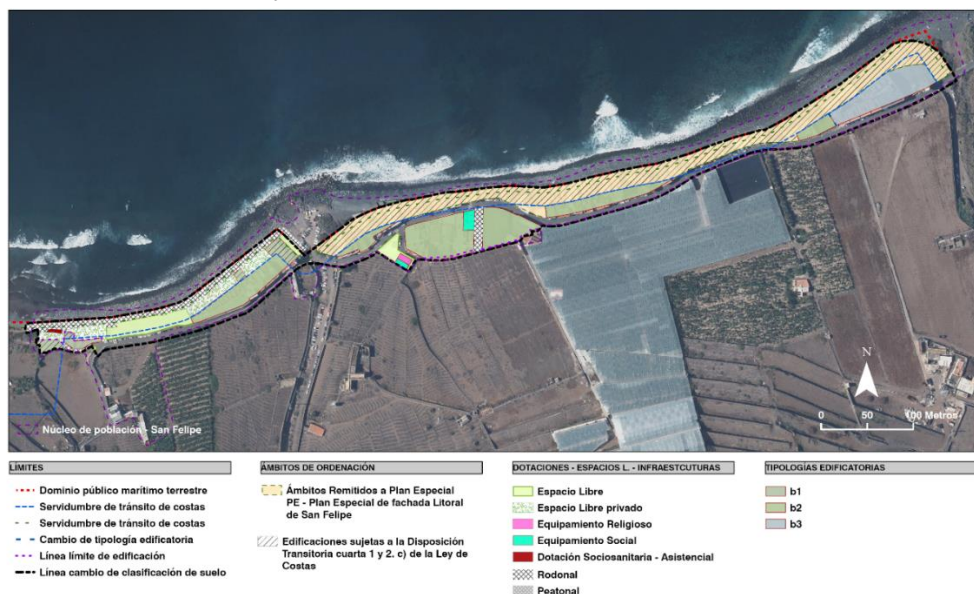 N
0 50 100 Metros
Núcleo de población - San Felipe
LÍMITES
Dominio público marítimo terrestre
Servidumbre de tránsito de costas
Servidumbre de tránsito de costas
Cambio de tipología edificatoria
Línea límite de edificación
Línea cambio de clasificación de suelo
ÁMBITOS DE ORDENACIÓN
Ámbitos Remitidos a Plan Especial
PE - Plan Especial de fachada Litoral
de San Felipe
Edificaciones sujetas a la Disposición
Transitoria cuarta 1 y 2. c) de la Ley de
Costas
DOTACIONES - ESPACIOS L. - INFRAESTCUTURAS
Espacio Libre
Espacio Libre privado
Equipamiento Religioso
Equipamiento Social
Dotación Sociosanitaria - Asistencial
Rodonal
Peatonal
TIPOLOGÍAS EDIFICATORIAS
b1
b2
b3